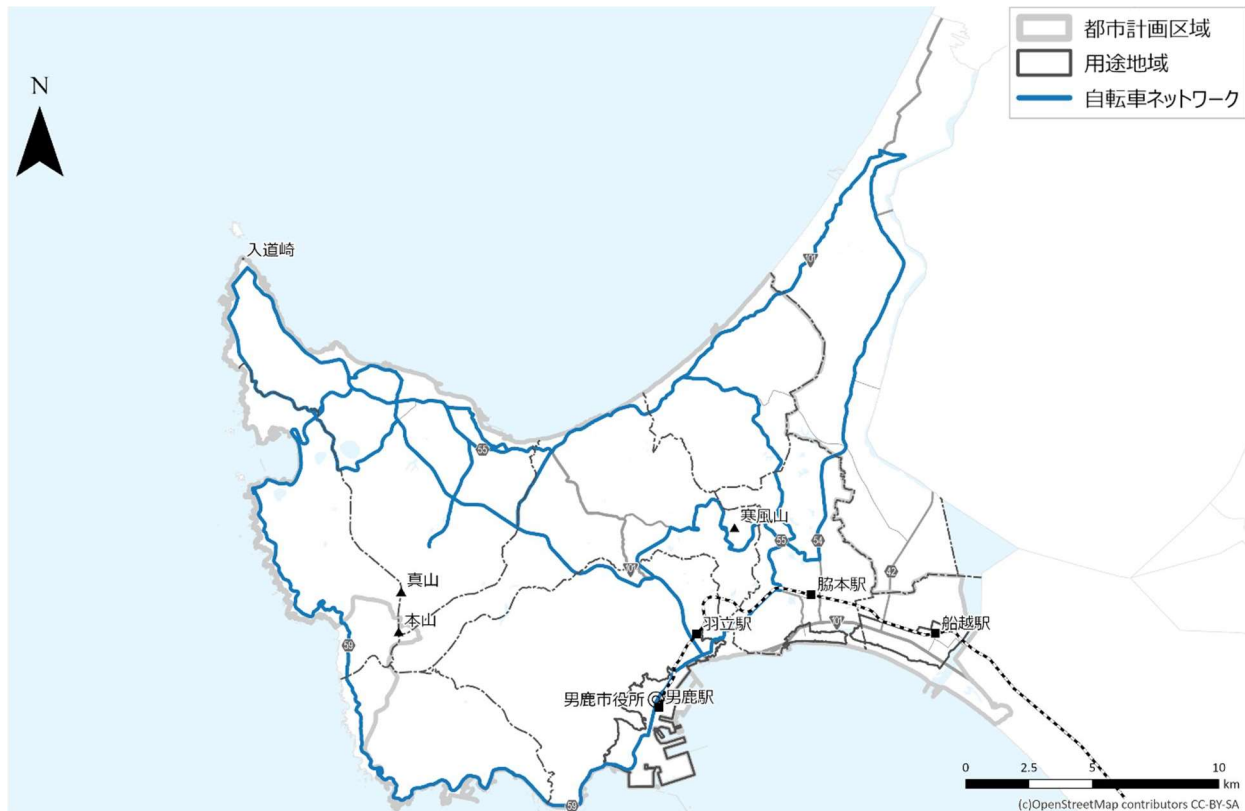 都市計画区域
用途地域
自転車ネットワーク
N
入道崎
101
55
寒風山
55
54
42
真山
101
脇本駅
本山
羽立駅
101
船越駅
59
男鹿市役所
男鹿駅
59
0 2.5 5 10
km
(c)OpenStreetMap contributors CC-BY-SA